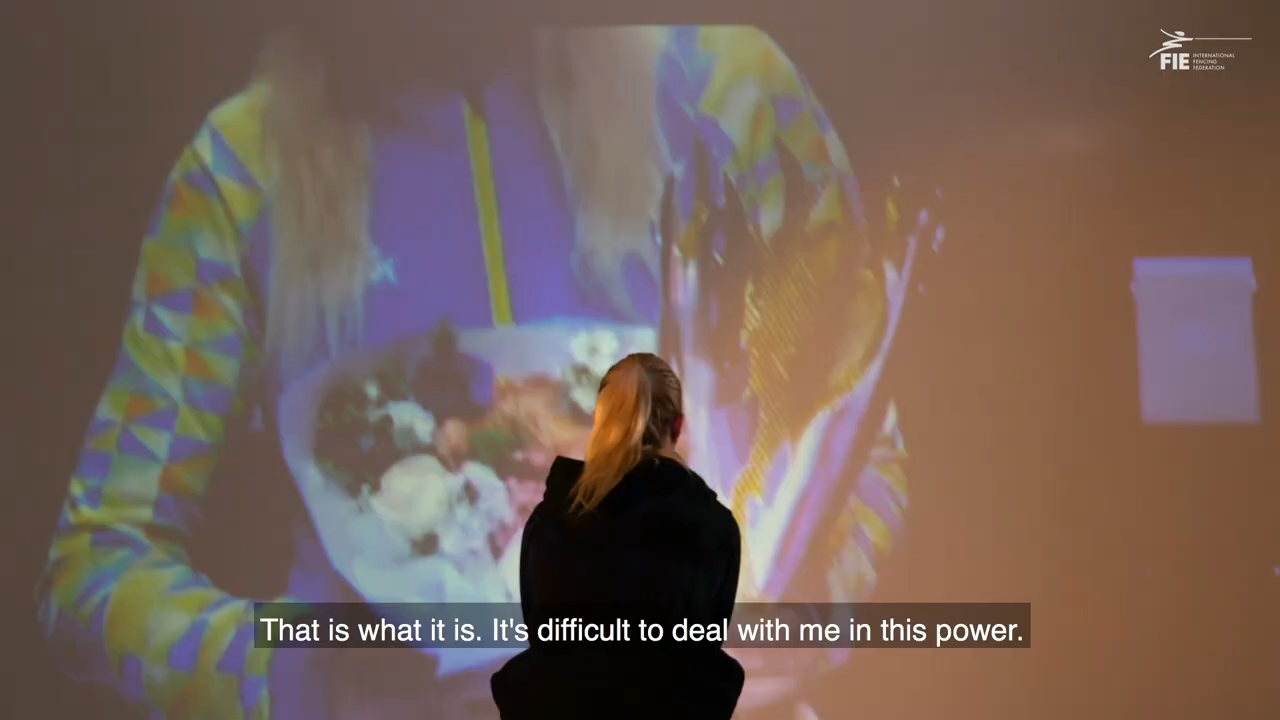 FIE INTERNATIONAL
FENCING
FEDERATION
That is what it is. It's difficult to deal with me in this power.